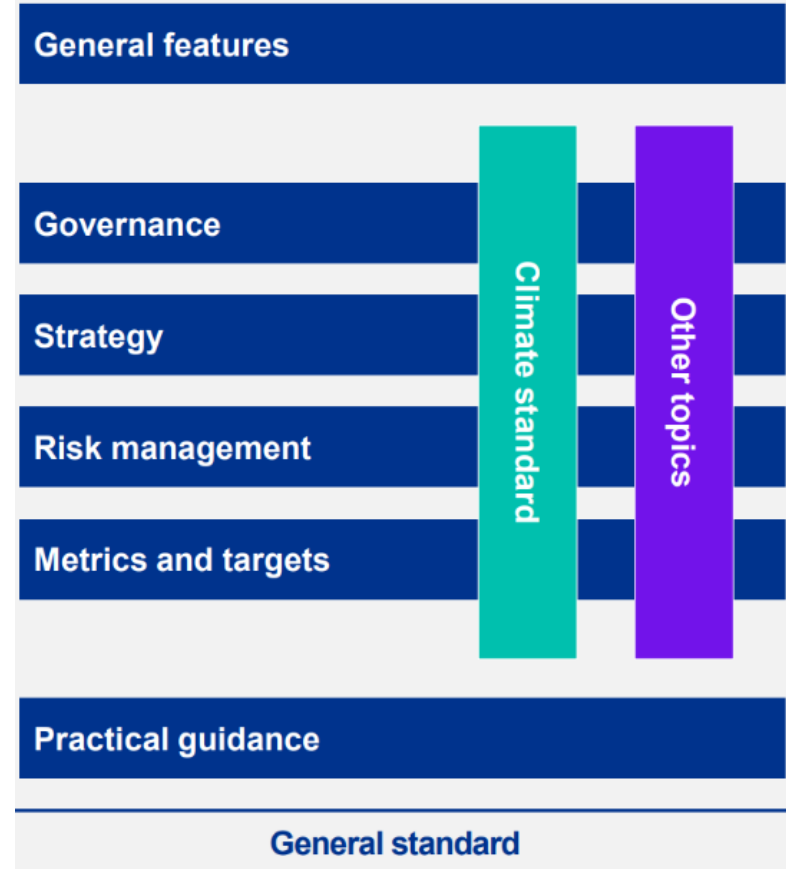 General features
Governance
Strategy
Risk management
Metrics and targets
Climate standard
Other topics
Practical guidance
General standard